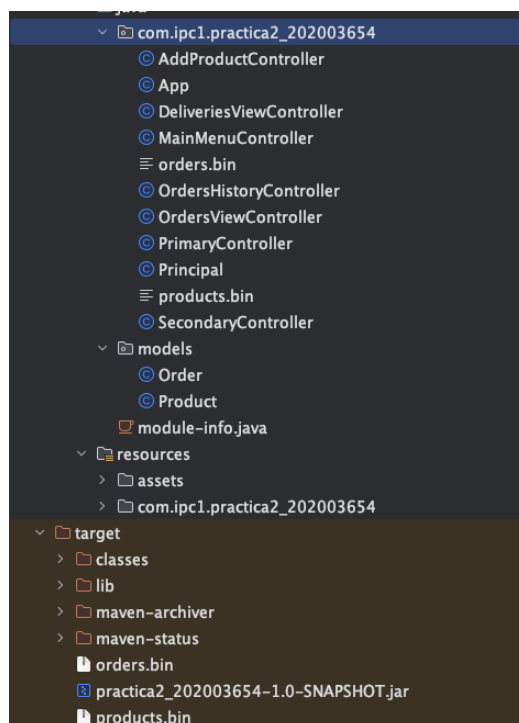 java
com.ipc1.practica2_202003654
AddProductController
App
DeliveriesViewController
MainMenuController
orders.bin
OrdersHistoryController
OrdersViewController
PrimaryController
Principal
products.bin
SecondaryController
models
Order
Product
module-info.java
resources
assets
com.ipc1.practica2_202003654
target
classes
lib
maven-archiver
maven-status
orders.bin
practica2_202003654-1.0-SNAPSHOT.jar
products.bin